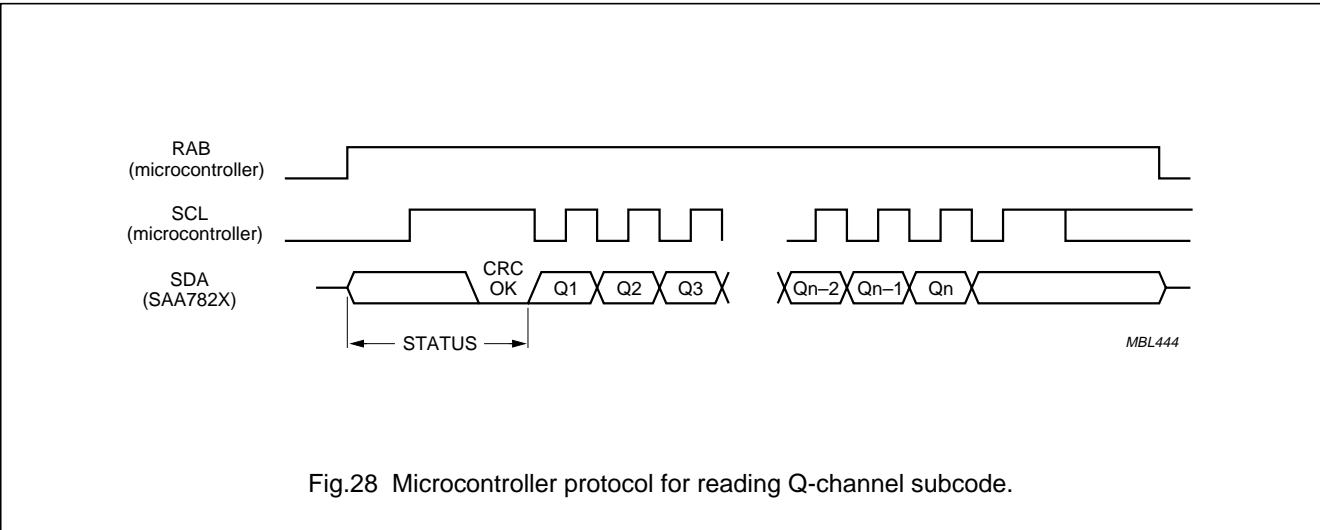 RAB
(microcontroller)
SCL
(microcontroller)
SDA
(SAA782X)
CRC
OK
Q1 Q2 Q3 Qn–2 Qn–1 Qn
STATUS
MBL444
Fig.28 Microcontroller protocol for reading Q-channel subcode.